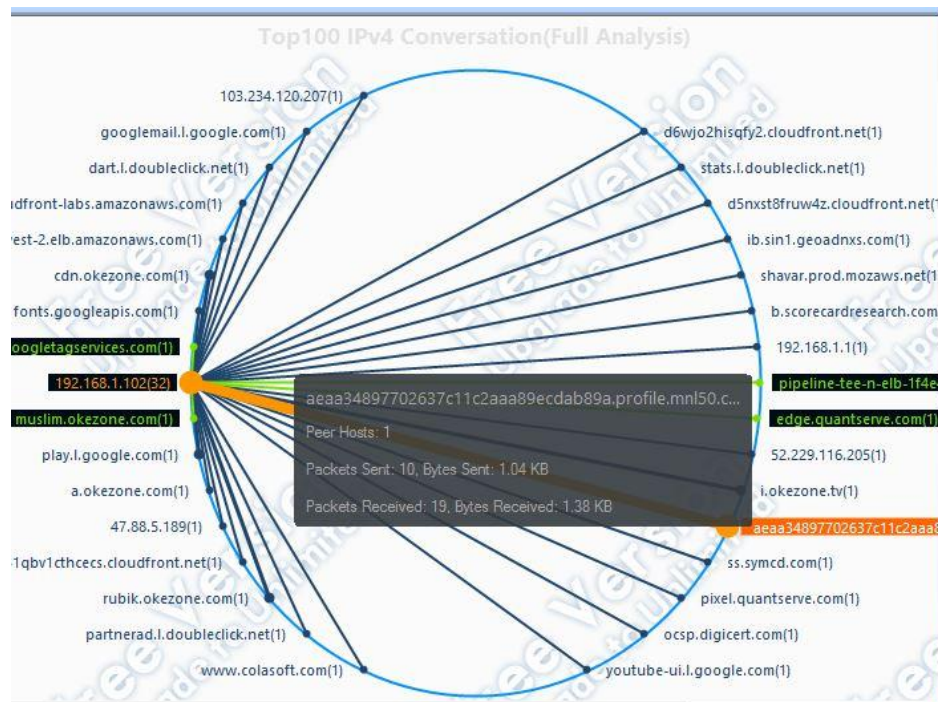 Top100 IPv4 Conversation(Full Analysis)
103.234.120.207(1)
googlemail.l.google.com(1)
d6wjo2hisqfy2.cloudfront.net(1)
dart.l.doubleclick.net(1)
stats.l.doubleclick.net(1)
dfront-labs.amazonaws.com(1)
d5nxst8fruw4z.cloudfront.net(1
est-2.elb.amazonaws.com(1)
ib.sin1.geoadnxs.com(1)
cdn.okezone.com(1)
shavar.prod.mozaws.net(1
fonts.googleapis.com(1)
b.scorecardresearch.com
oogletagservices.com(1)
192.168.1.1(1)
192.168.1.102(32)
pipeline-tee-n-elb-1f4e
aeaa34897702637c11c2aaa89ecdab89a.profile.mnl50.c...
muslim.okezone.com(1)
edge.quantserve.com(1)
Peer Hosts: 1
play.l.google.com(1)
52.229.116.205(1)
Packets Sent: 10, Bytes Sent: 1.04 KB
a.okezone.com(1)
i.okezone.tv(1)
Packets Received: 19, Bytes Received: 1.38 KB
47.88.5.189(1)
aeaa34897702637c11c2aaa8
1qbv1cthcecs.cloudfront.net(1)
ss.symcd.com(1)
rubik.okezone.com(1)
pixel.quantserve.com(1)
partnerad.l.doubleclick.net(1)
ocsp.digicert.com(1)
www.colasoft.com(1)
youtube-ui.l.google.com(1)
Free Version
Upgrade to Unlimited